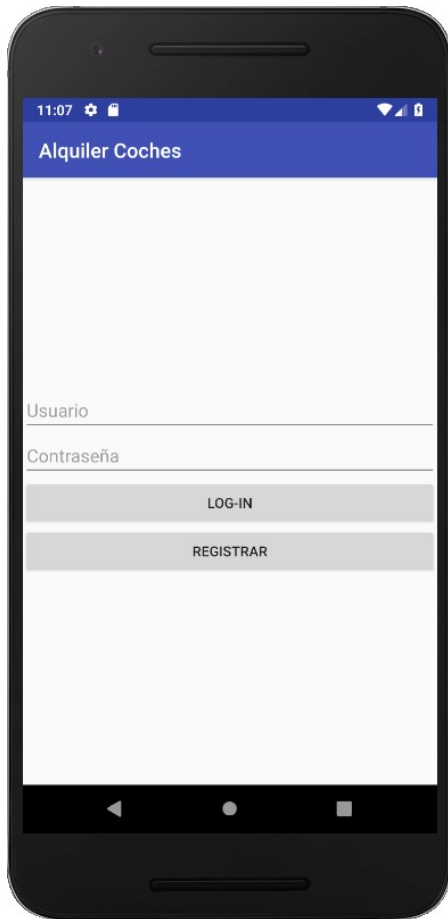 11:07
Alquiler Coches
Usuario
Contraseña
LOG-IN
REGISTRAR